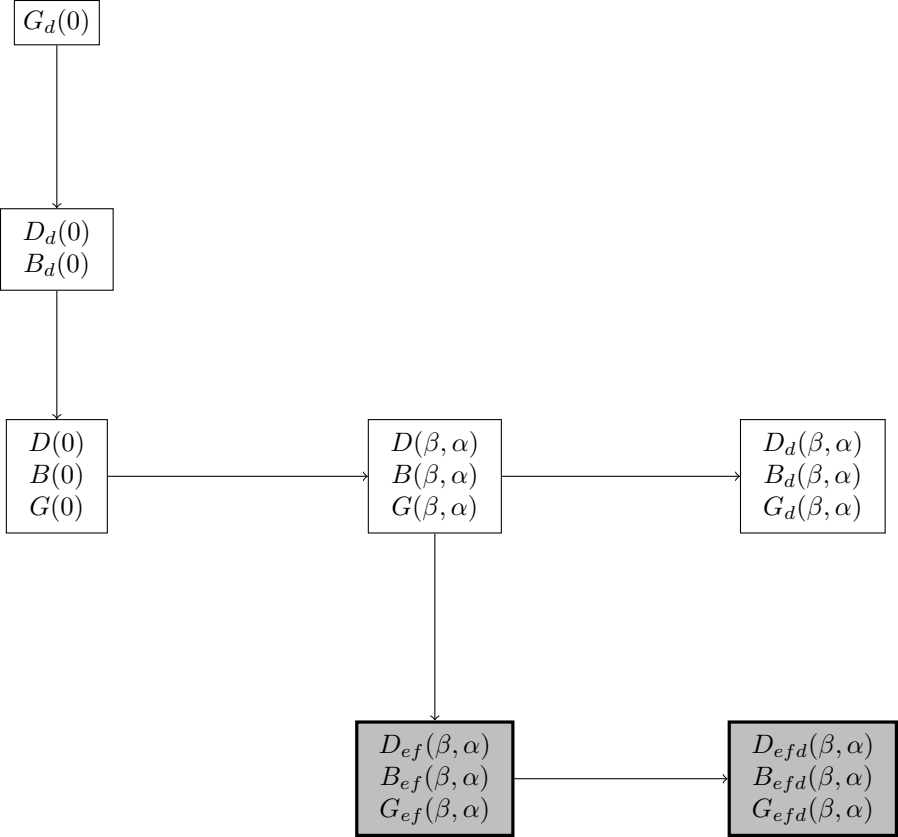 G_d(0)
D_d(0)
B_d(0)
D(0)
B(0)
G(0)
D(β, α)
B(β, α)
G(β, α)
D_d(β, α)
B_d(β, α)
G_d(β, α)
D_{ef}(β, α)
B_{ef}(β, α)
G_{ef}(β, α)
D_{efd}(β, α)
B_{efd}(β, α)
G_{efd}(β, α)